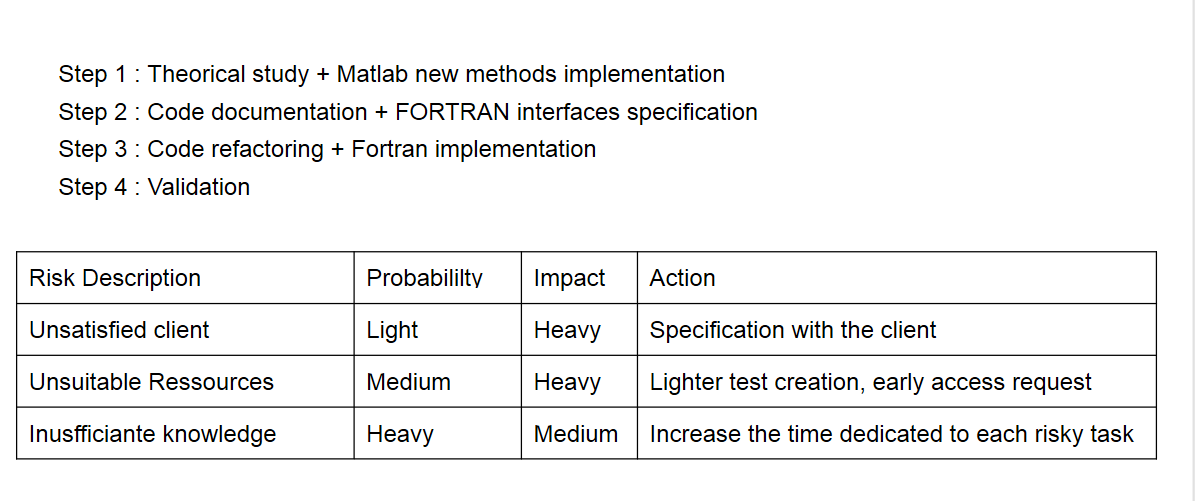 Step 1 : Theorical study + Matlab new methods implementation
Step 2 : Code documentation + FORTRAN interfaces specification
Step 3 : Code refactoring + Fortran implementation
Step 4 : Validation
Risk Description Probabililty Impact Action
Unsatisfied client Light Heavy Specification with the client
Unsuitable Ressources Medium Heavy Lighter test creation, early access request
Inusfficiante knowledge Heavy Medium Increase the time dedicated to each risky task